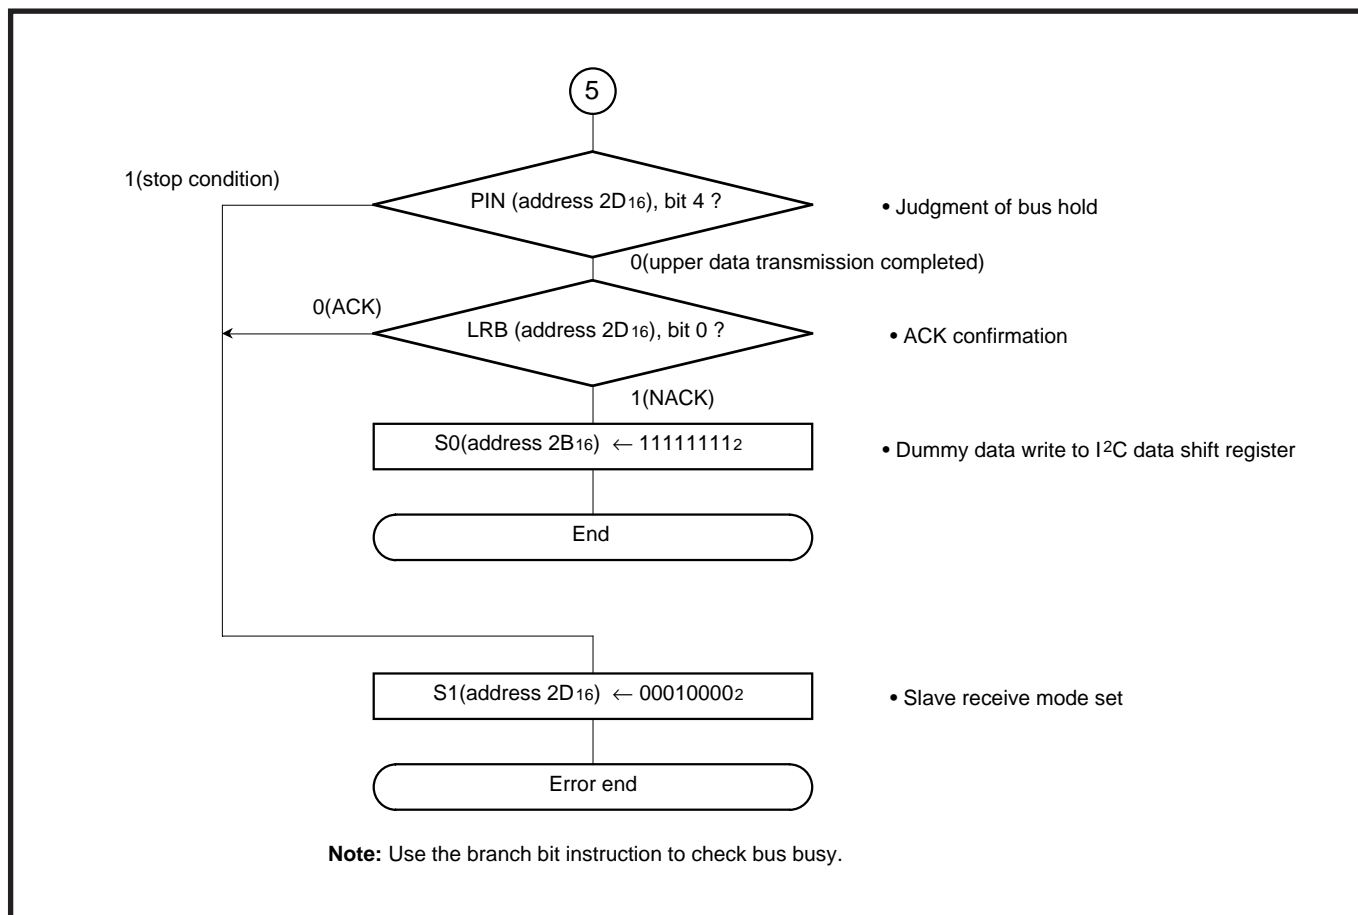 5
1(stop condition)
PIN (address 2D₁₆), bit 4 ?
• Judgment of bus hold
0(upper data transmission completed)
0(ACK)
LRB (address 2D₁₆), bit 0 ?
• ACK confirmation
1(NACK)
S0(address 2B₁₆) ← 11111111₂
• Dummy data write to I²C data shift register
End
S1(address 2D₁₆) ← 00010000₂
• Slave receive mode set
Error end
Note: Use the branch bit instruction to check bus busy.